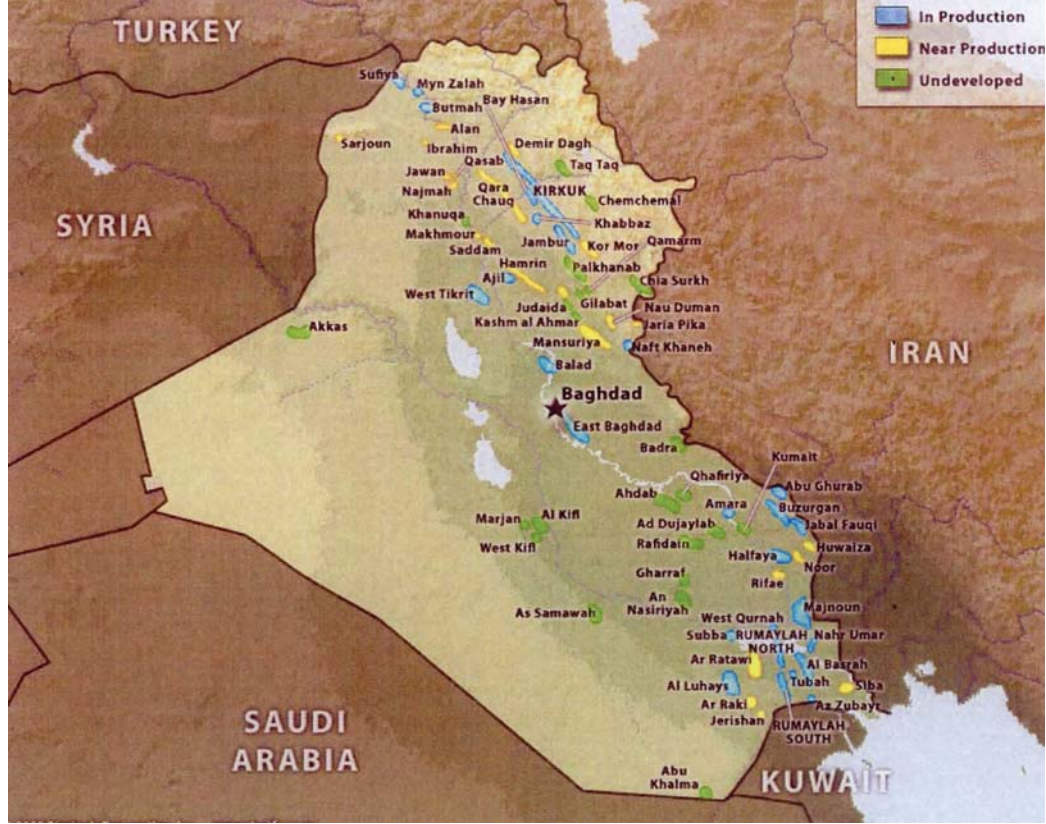 In Production
Near Production
Undeveloped
TURKEY
SYRIA
IRAN
SAUDI
ARABIA
KUWAIT
Sufiya
Myn Zalah
Bay Hasan
Butmah
Alan
Sarjoun
Ibrahim
Demir Dagh
Qasab
Taq Taq
Jawan
Najmah
Qara
Chauq
KIRKUK
Chemchemal
Khanuqa
Khabbaz
Makhmour
Saddam
Jambur
Kor Mor
Qamarm
Hamrin
Palkhanab
Ajil
Chia Surkh
West Tikrit
Judaida
Gilabat
Nau Duman
Kashm al Ahmar
Jaria Pika
Akkas
Mansuriya
Naft Khaneh
Balad
Baghdad
East Baghdad
Badra
Kumait
Qhafiriya
Ahdab
Abu Ghurab
Amara
Buzurgan
Marjan
Al Kifl
Ad Dujaylab
Jabal Fauqi
West Kifl
Rafidain
Halfaya
Huwaiza
Noor
Gharraf
Rifae
An
Nasiriyah
As Samawah
West Qurnah
Majnoun
Subba
RUMAYLAH
NORTH
Nahr Umar
Ar Ratawi
Al Basrah
Al Luhays
Tubah
Siba
Ar Raki
Az Zubayr
Jerishan
RUMAYLAH
SOUTH
Abu
Khalma